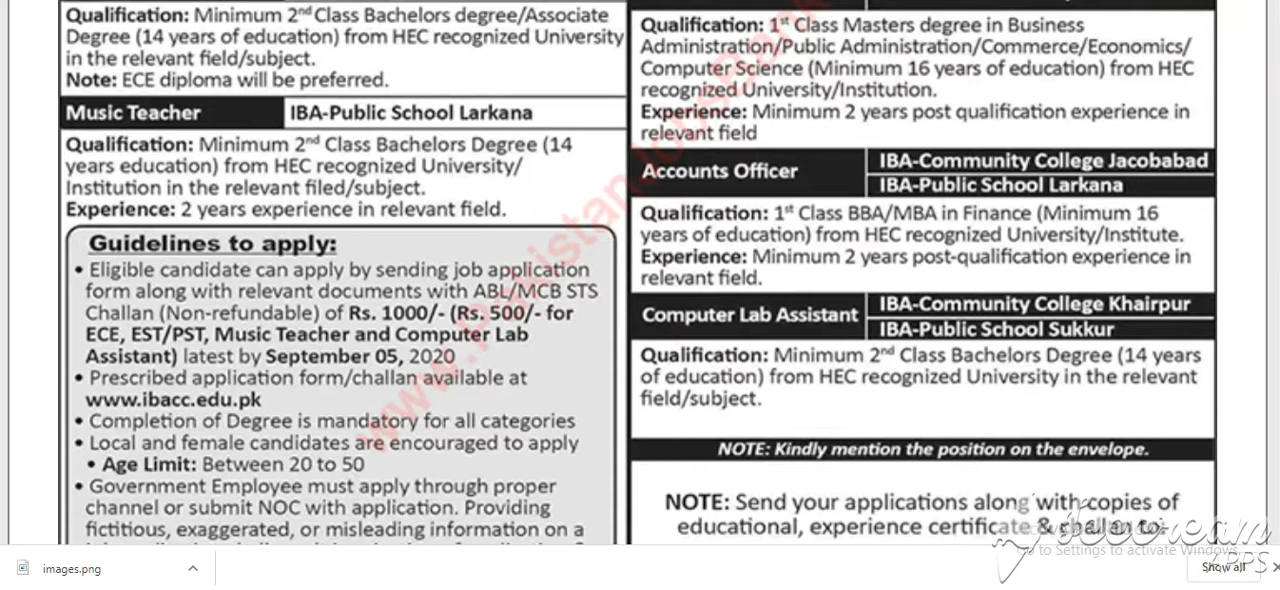 Qualification: Minimum 2nd Class Bachelors degree/Associate
Degree (14 years of education) from HEC recognized University
in the relevant field/subject.
Note: ECE diploma will be preferred.
Music Teacher IBA-Public School Larkana
Qualification: Minimum 2nd Class Bachelors Degree (14
years education) from HEC recognized University/
Institution in the relevant filed/subject.
Experience: 2 years experience in relevant field.
Guidelines to apply:
• Eligible candidate can apply by sending job application
form along with relevant documents with ABL/MCB STS
Challan (Non-refundable) of Rs. 1000/- (Rs. 500/- for
ECE, EST/PST, Music Teacher and Computer Lab
Assistant) latest by September 05, 2020
• Prescribed application form/challan available at
www.ibacc.edu.pk
• Completion of Degree is mandatory for all categories
• Local and female candidates are encouraged to apply
• Age Limit: Between 20 to 50
• Government Employee must apply through proper
channel or submit NOC with application. Providing
fictitious, exaggerated, or misleading information on a
Qualification: 1st Class Masters degree in Business
Administration/Public Administration/Commerce/Economics/
Computer Science (Minimum 16 years of education) from HEC
recognized University/Institution.
Experience: Minimum 2 years post qualification experience in
relevant field
Accounts Officer
IBA-Community College Jacobabad
IBA-Public School Larkana
Qualification: 1st Class BBA/MBA in Finance (Minimum 16
years of education) from HEC recognized University/Institute.
Experience: Minimum 2 years post-qualification experience in
relevant field.
Computer Lab Assistant
IBA-Community College Khairpur
IBA-Public School Sukkur
Qualification: Minimum 2nd Class Bachelors Degree (14 years
of education) from HEC recognized University in the relevant
field/subject.
NOTE: Kindly mention the position on the envelope.
NOTE: Send your applications along with copies of
educational, experience certificate & challan to:
Go to Settings to activate Windows.
APPS
images.png
Show all